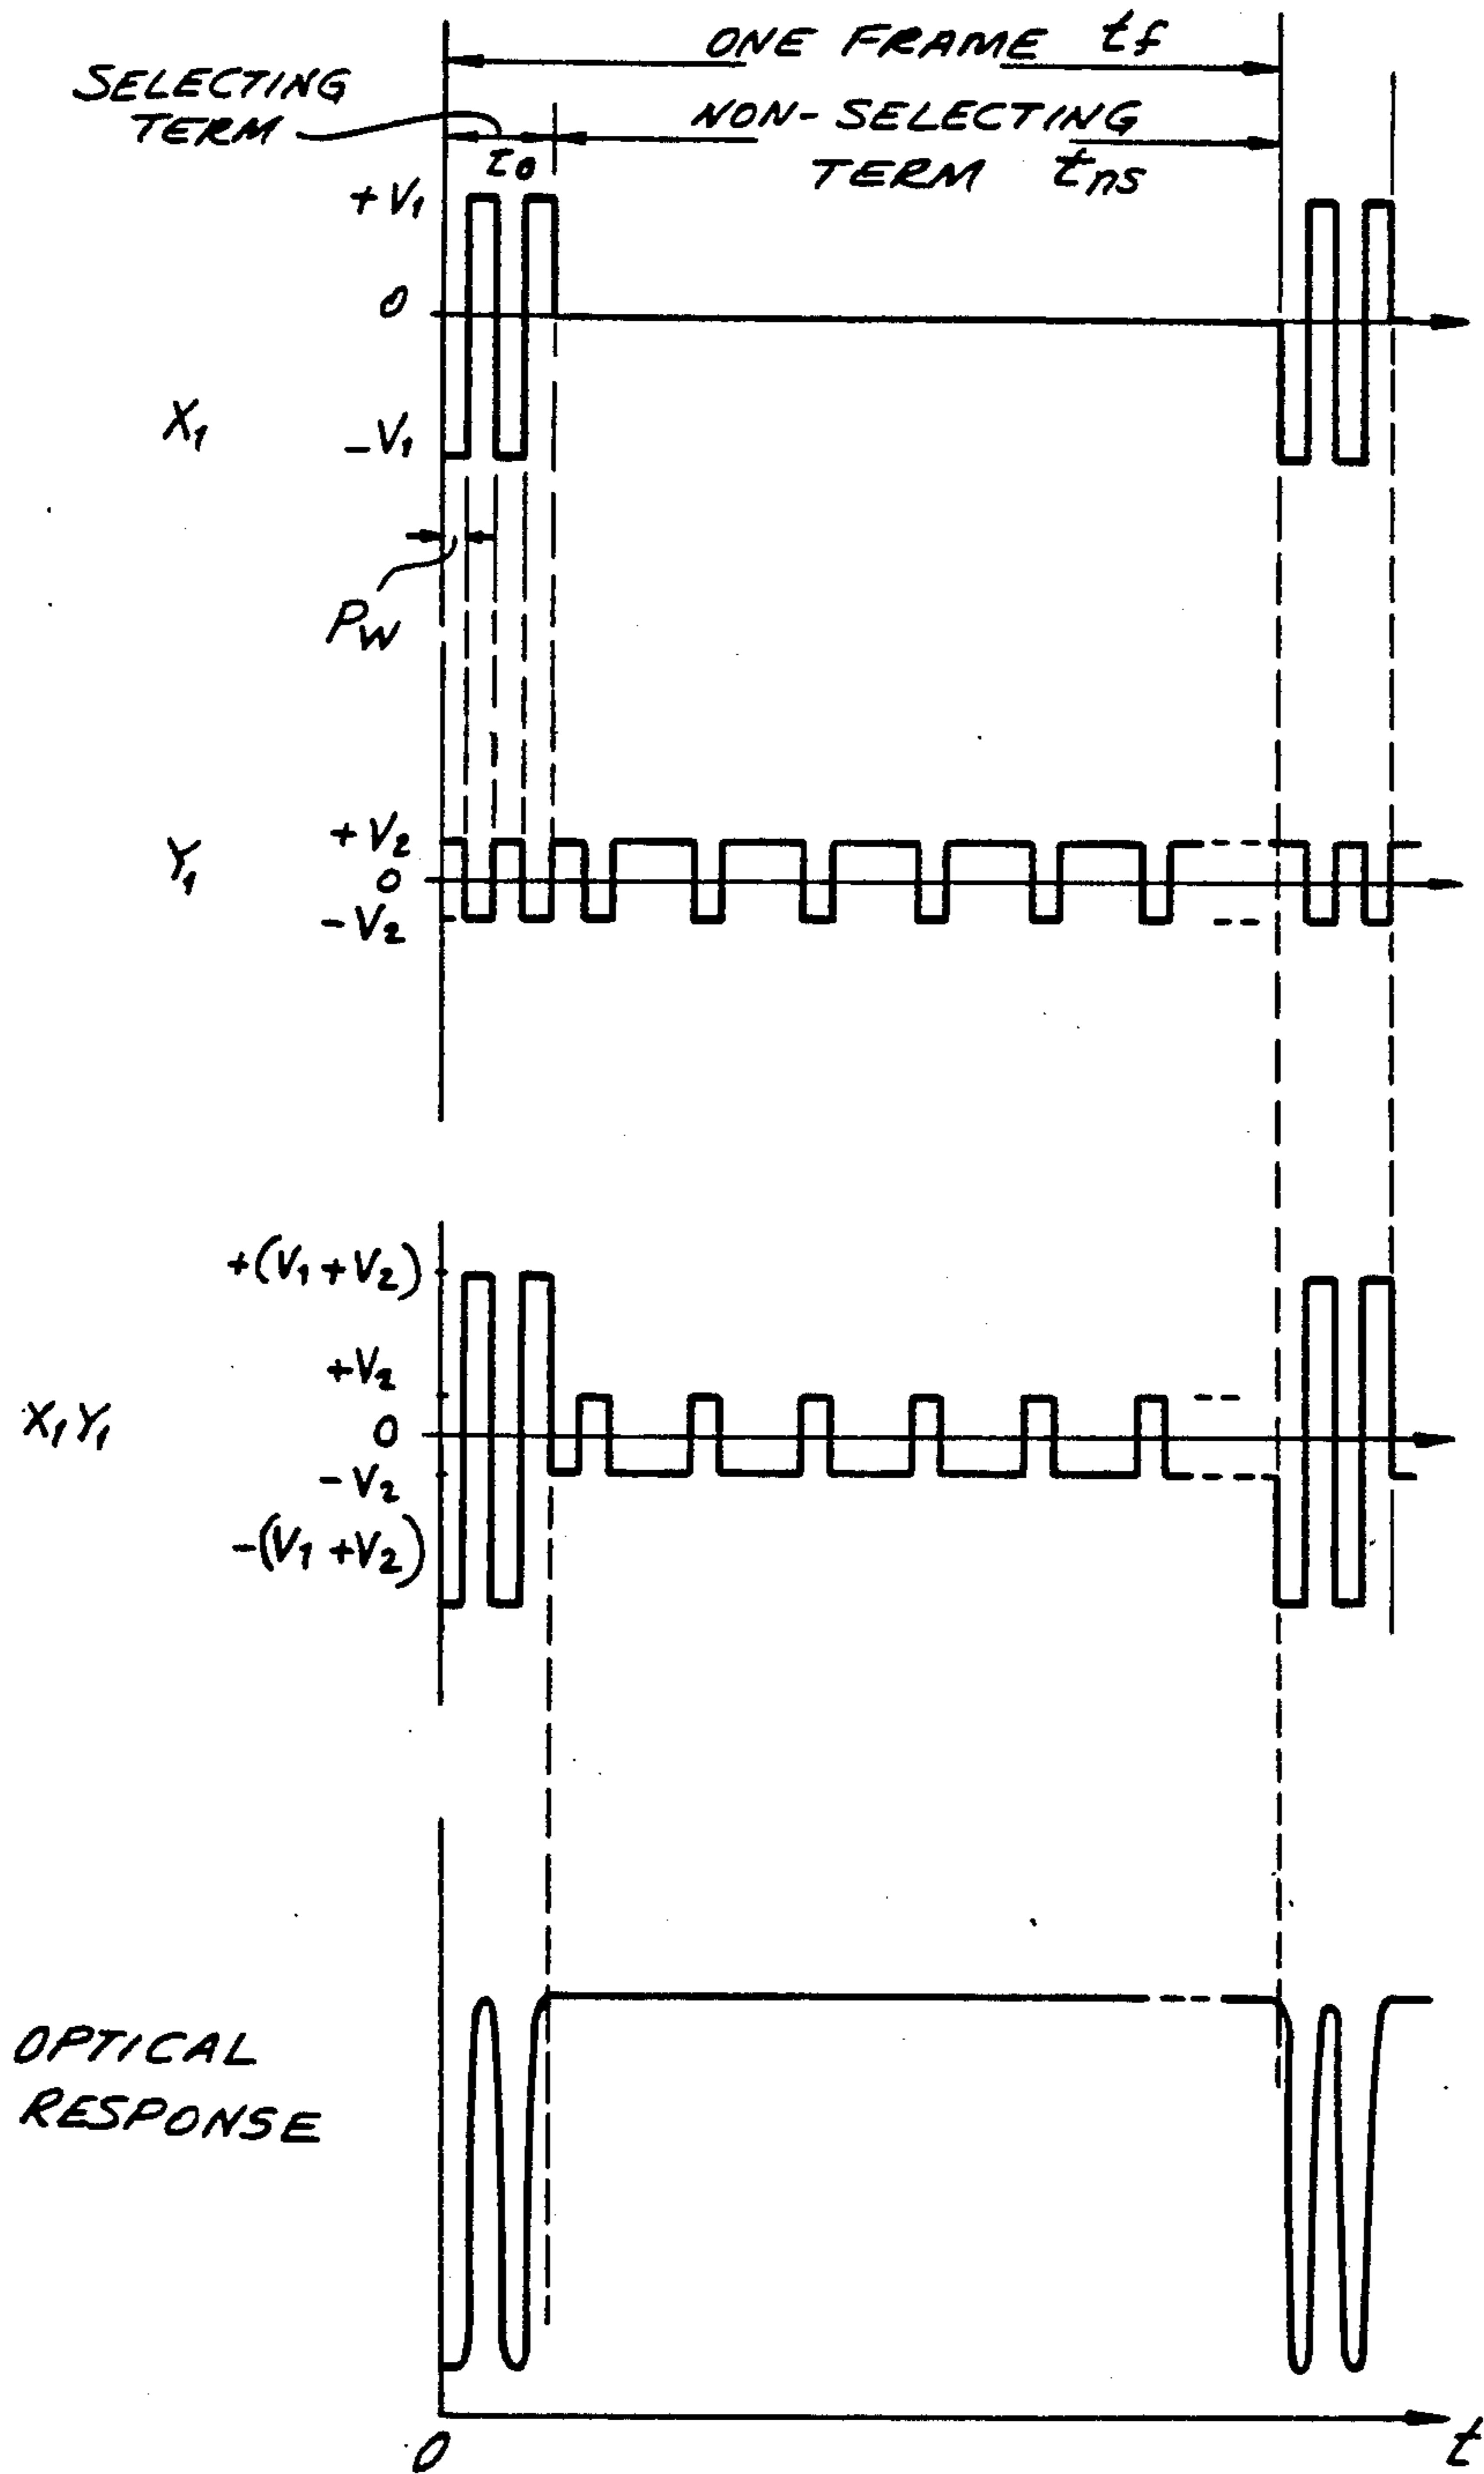 ONE FRAME tf
SELECTING
TERM
NON-SELECTING
TERM tns
t0
+V1
0
X1
-V1
PW
Y1
+V2
0
-V2
+(V1+V2)
+V2
X1Y1
0
-V2
-(V1+V2)
OPTICAL
RESPONSE
0
t